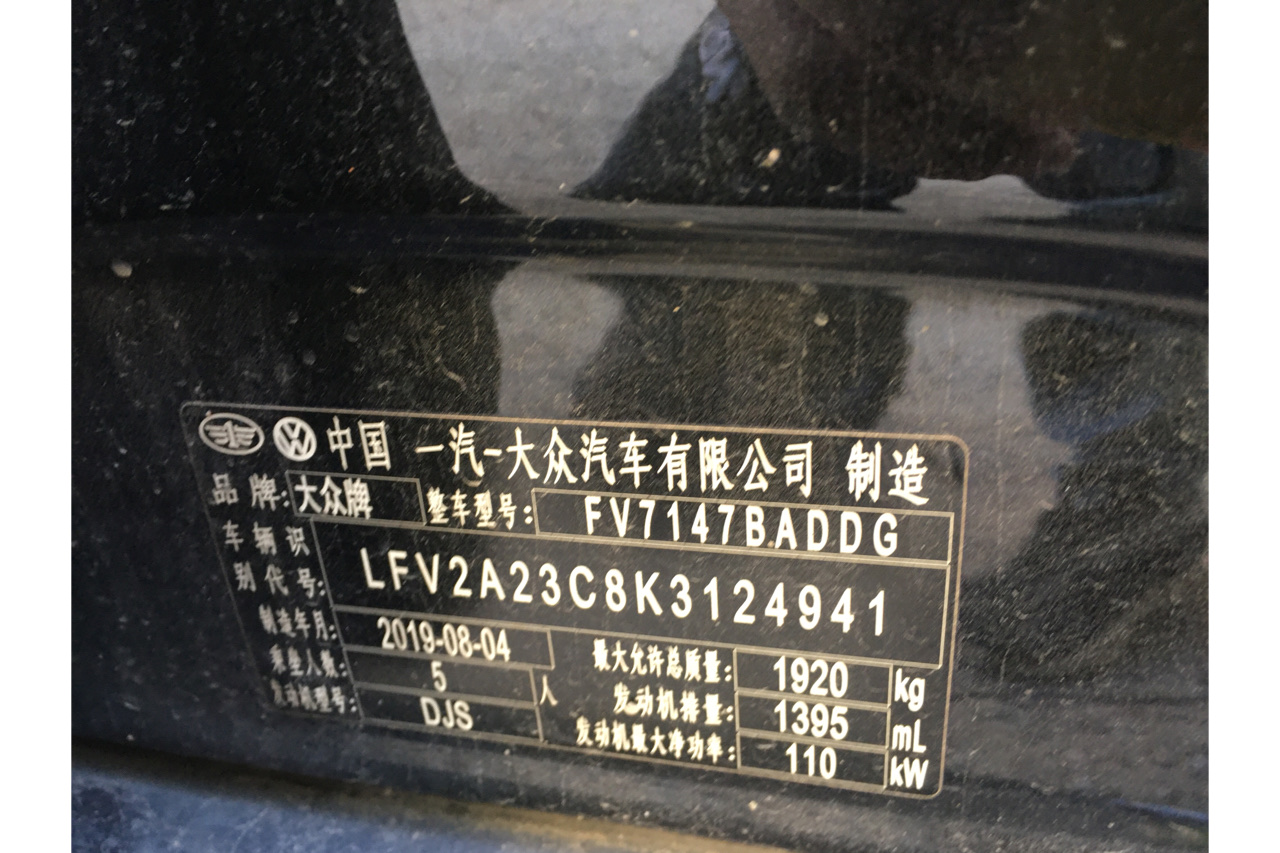 中国 一汽-大众汽车有限公司 制造
品牌: 大众牌 整车型号: FV7147BADDG
车辆识别代号: LFV2A23C8K3124941
制造年月: 2019-08-04 最大允许总质量: 1920 kg
乘坐人数: 5 人 发动机排量: 1395 mL
发动机型号: DJS 发动机最大净功率: 110 kW